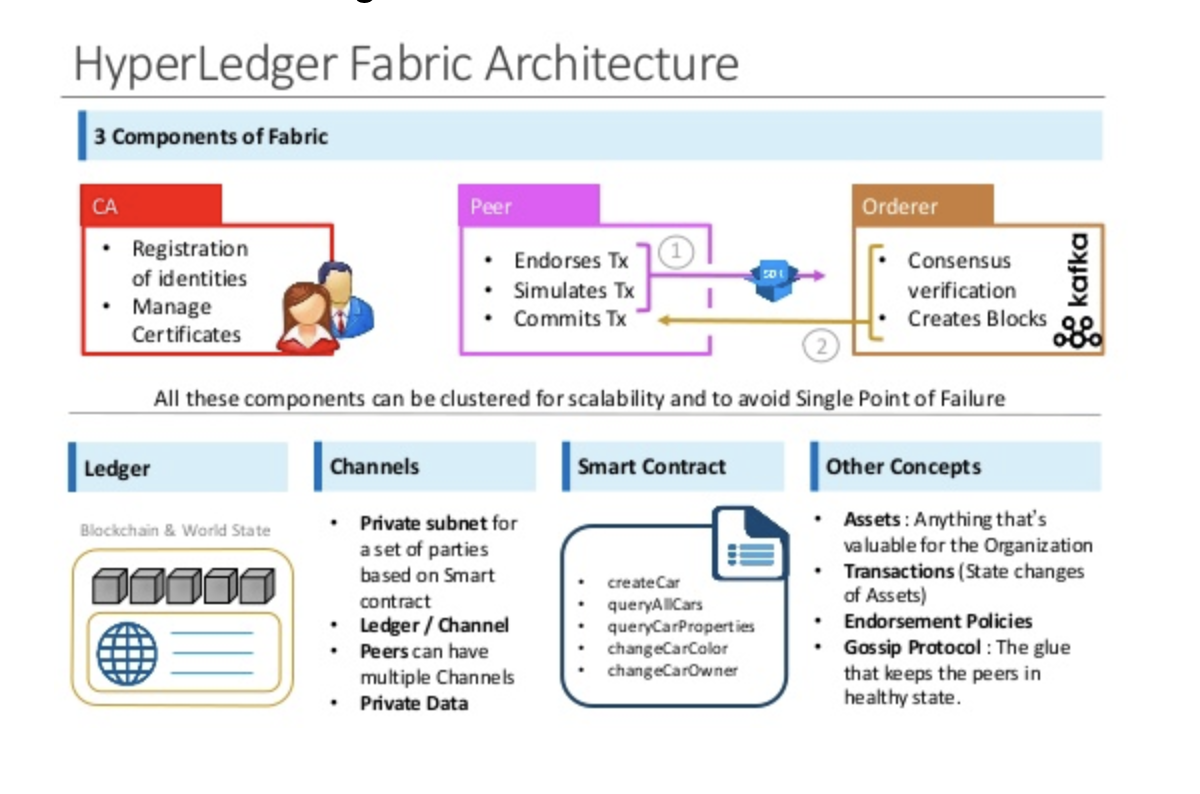 HyperLedger Fabric Architecture
3 Components of Fabric
CA
• Registration
of identities
• Manage
Certificates
Peer
• Endorses Tx
• Simulates Tx
• Commits Tx
1
SDK
2
Orderer
• Consensus
verification
• Creates Blocks
kafka
All these components can be clustered for scalability and to avoid Single Point of Failure
Ledger
Blockchain & World State
Channels
• Private subnet for
a set of parties
based on Smart
contract
• Ledger / Channel
• Peers can have
multiple Channels
• Private Data
Smart Contract
• createCar
• queryAllCars
• queryCarProperties
• changeCarColor
• changeCarOwner
Other Concepts
• Assets : Anything that's
valuable for the Organization
• Transactions (State changes
of Assets)
• Endorsement Policies
• Gossip Protocol : The glue
that keeps the peers in
healthy state.